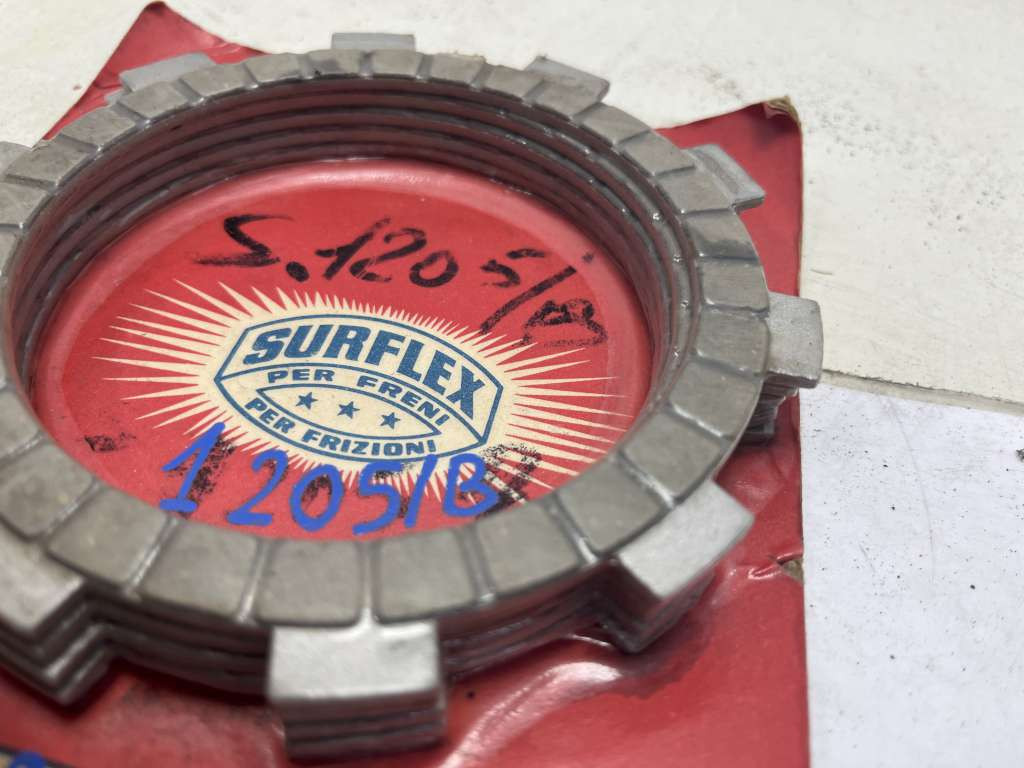 S.1205/B
SURFLEX
PER FRENI
PER FRIZIONI
1205/B